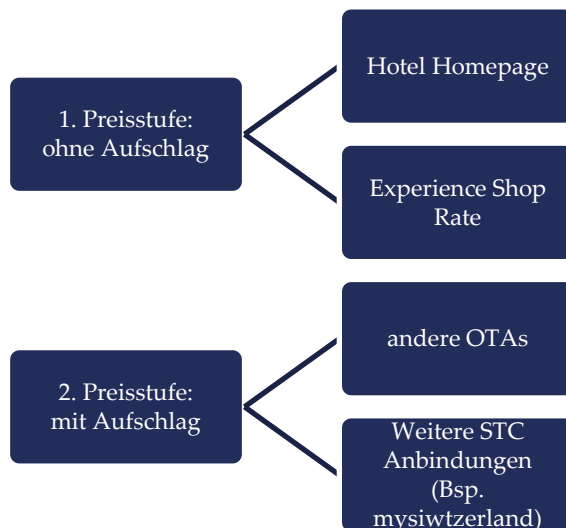 1. Preisstufe:
ohne Aufschlag
Hotel Homepage
Experience Shop
Rate
2. Preisstufe:
mit Aufschlag
andere OTAs
Weitere STC
Anbindungen
(Bsp.
mysiwtzerland)